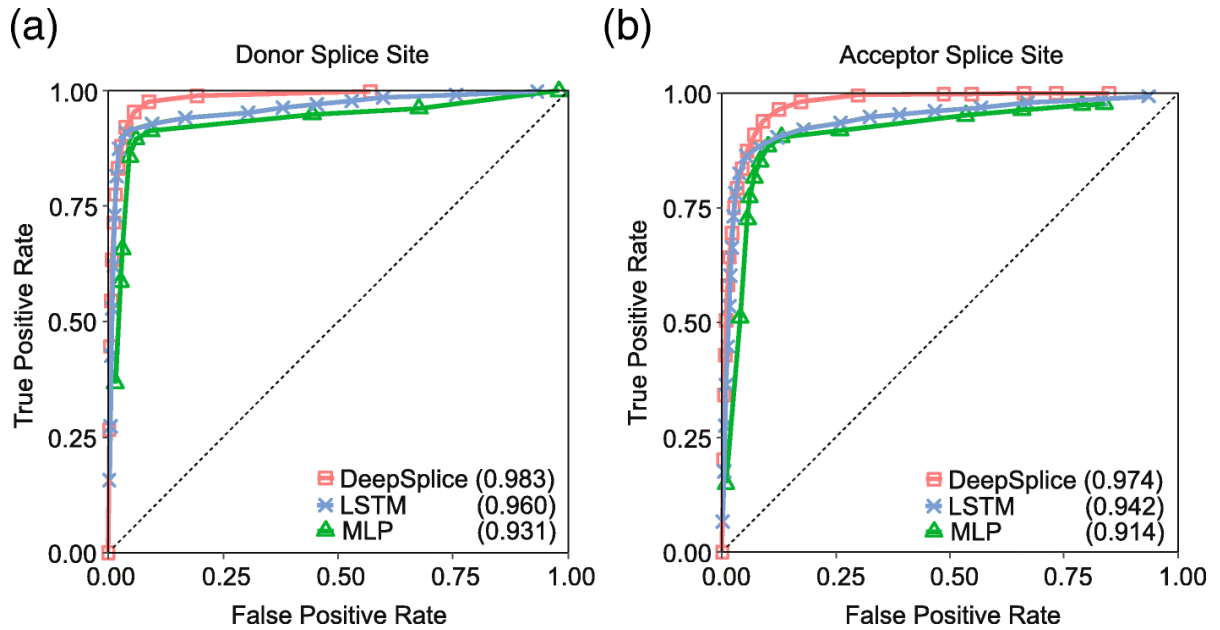 (a)
Donor Splice Site
1.00
0.75
0.50
0.25
0.00
True Positive Rate
0.00 0.25 0.50 0.75 1.00
False Positive Rate
DeepSplice (0.983)
LSTM (0.960)
MLP (0.931)
(b)
Acceptor Splice Site
1.00
0.75
0.50
0.25
0.00
True Positive Rate
0.00 0.25 0.50 0.75 1.00
False Positive Rate
DeepSplice (0.974)
LSTM (0.942)
MLP (0.914)